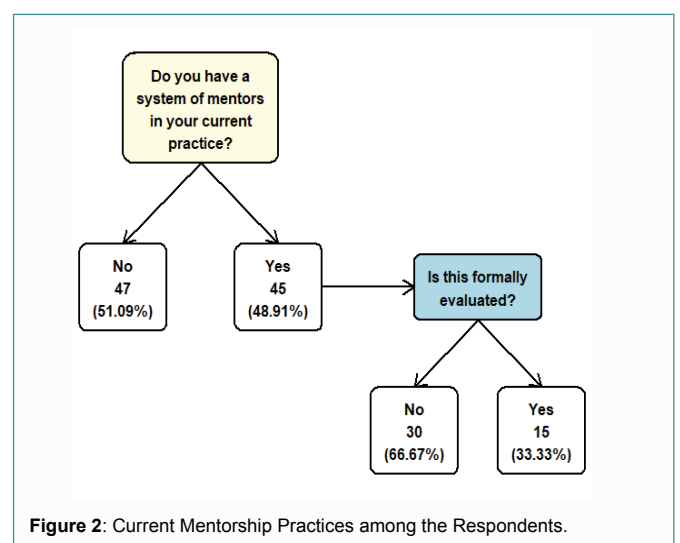 Do you have a
system of mentors
in your current
practice?
No
47
(51.09%)
Yes
45
(48.91%)
Is this formally
evaluated?
No
30
(66.67%)
Yes
15
(33.33%)
Figure 2: Current Mentorship Practices among the Respondents.